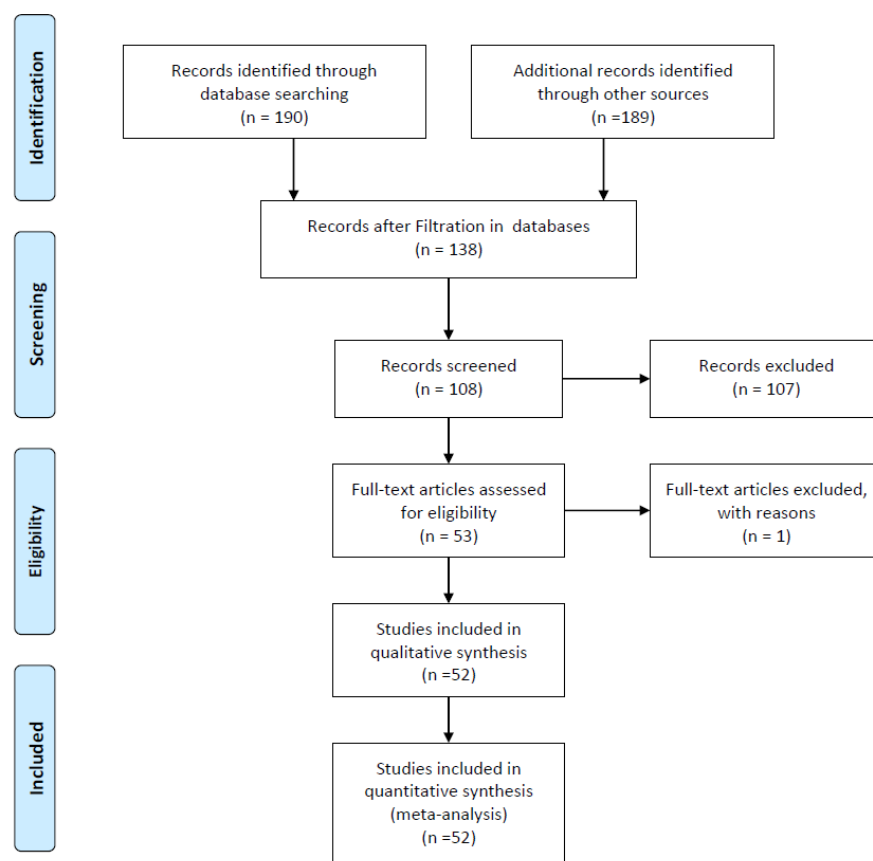 Identification
Records identified through
database searching
(n = 190)
Additional records identified
through other sources
(n =189)
Records after Filtration in databases
(n = 138)
Screening
Records screened
(n = 108)
Records excluded
(n = 107)
Eligibility
Full-text articles assessed
for eligibility
(n = 53)
Full-text articles excluded,
with reasons
(n = 1)
Studies included in
qualitative synthesis
(n =52)
Included
Studies included in
quantitative synthesis
(meta-analysis)
(n =52)